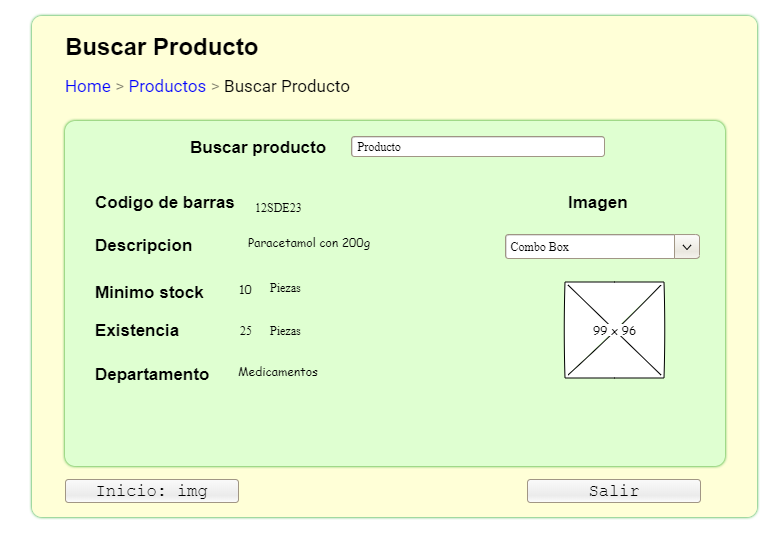 Buscar Producto
Home > Productos > Buscar Producto
Buscar producto Producto
Codigo de barras 12SDE23 Imagen
Descripcion Paracetamol con 200g Combo Box
Minimo stock 10 Piezas
Existencia 25 Piezas 99 x 96
Departamento Medicamentos
Inicio: img Salir